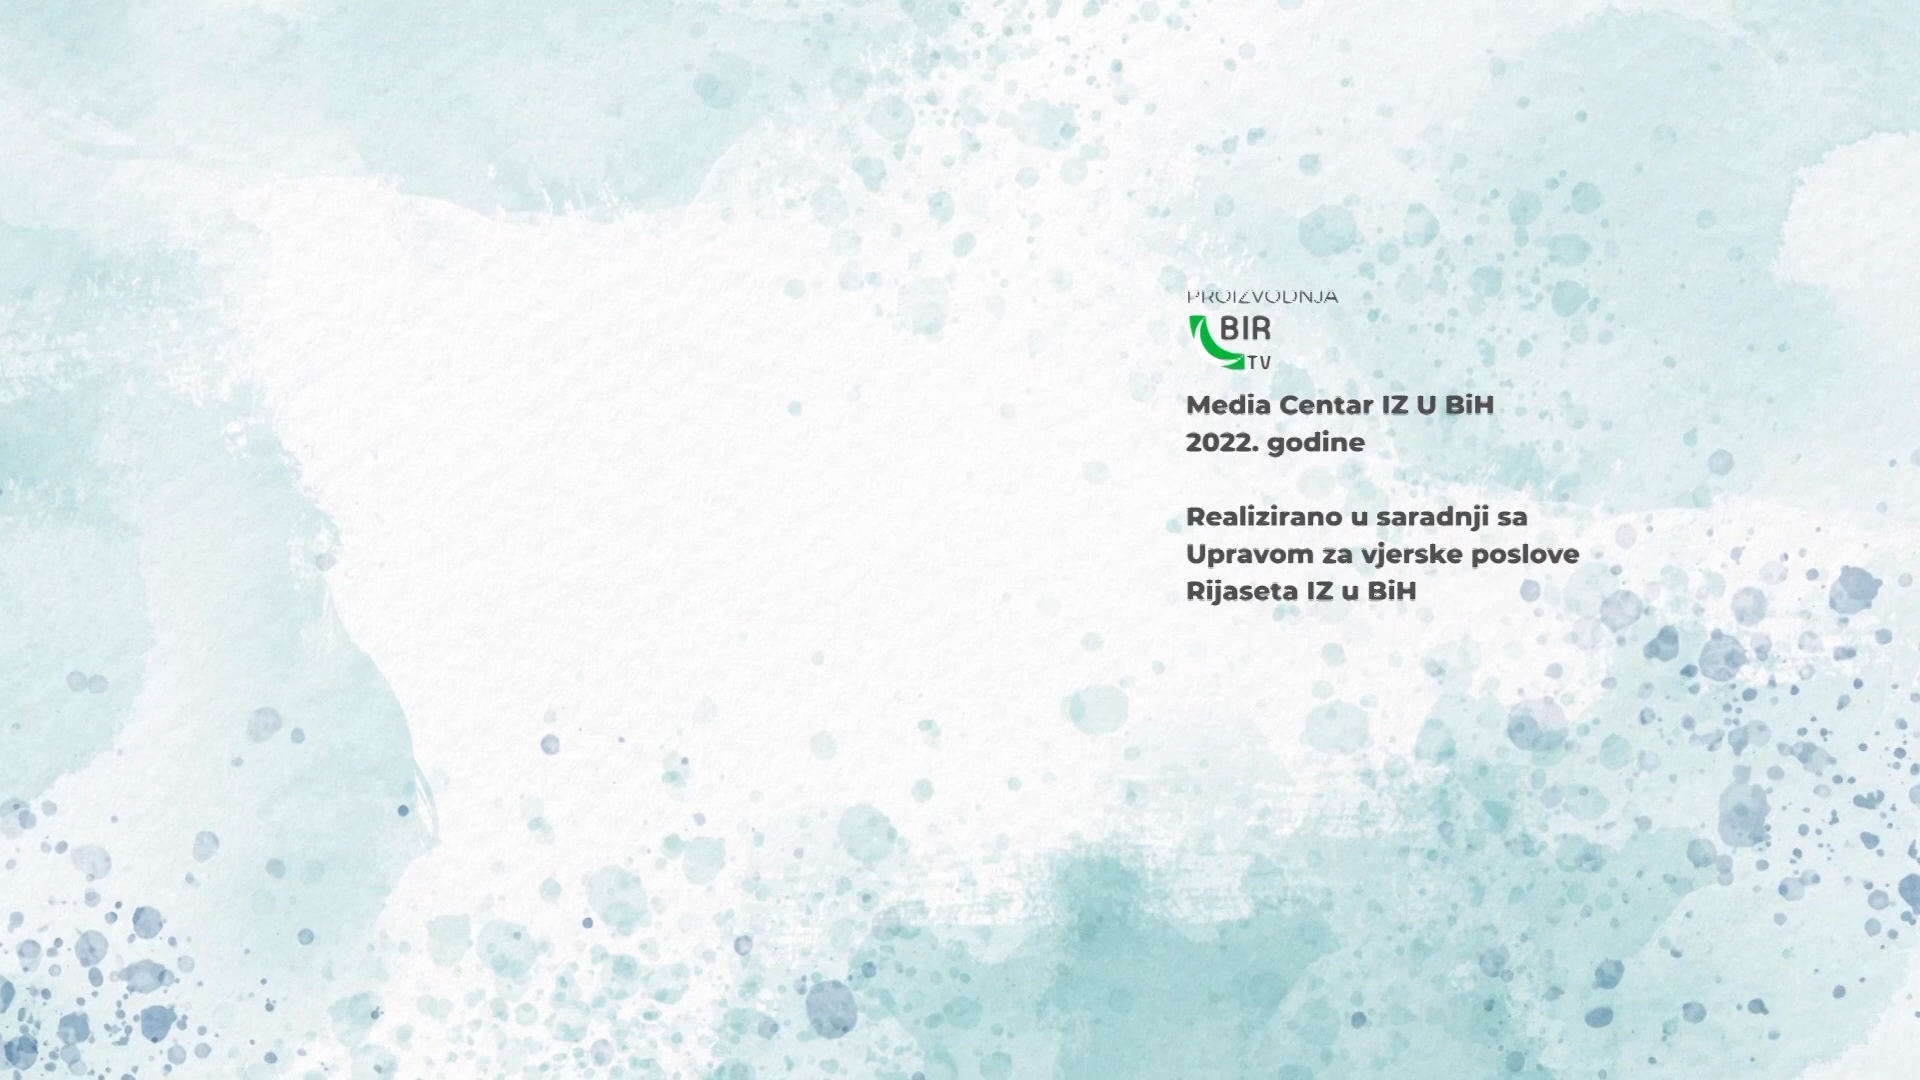 PROIZVODNJA
BIR
TV
Media Centar IZ U BiH
2022. godine
Realizirano u saradnji sa
Upravom za vjerske poslove
Rijaseta IZ u BiH